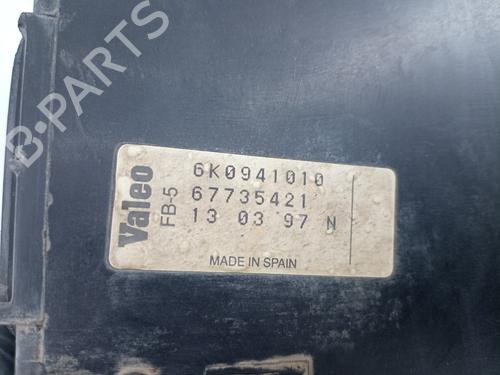 B-PARTS
Valeo
FB-5
6K0941010
67735421
13 03 97 N
MADE IN SPAIN